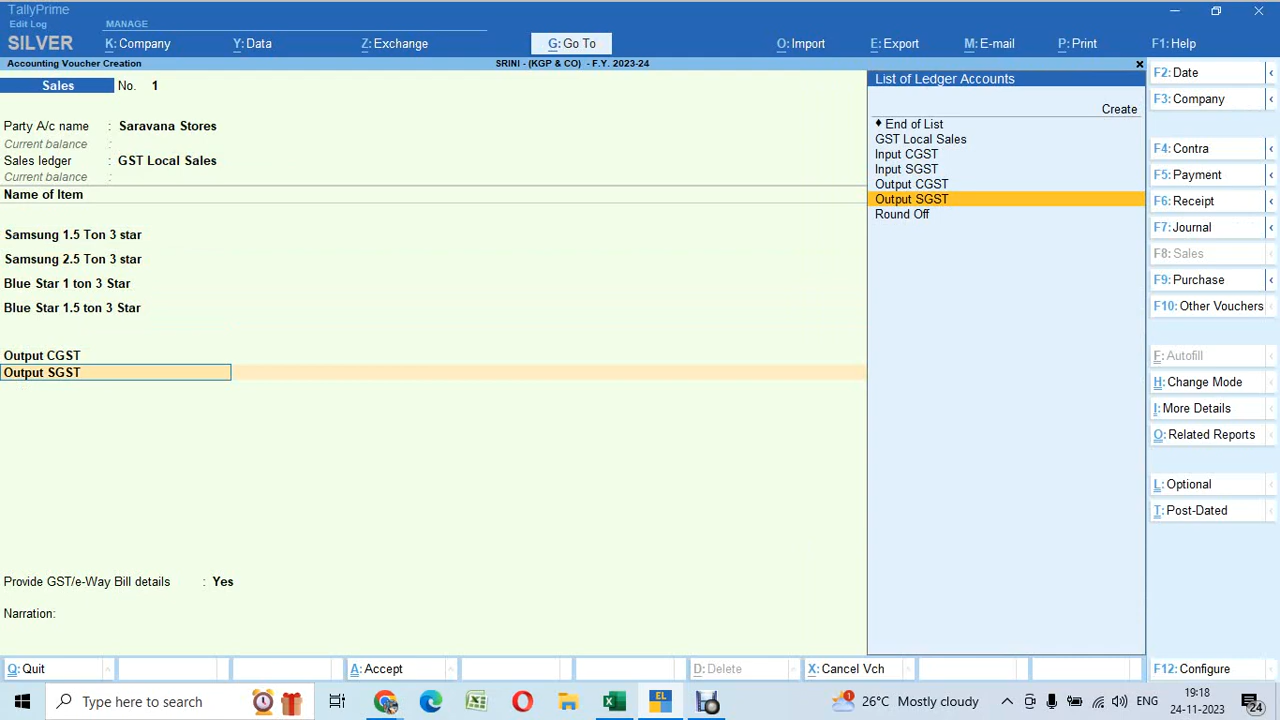 TallyPrime
Edit Log
SILVER
MANAGE
K: Company
Y: Data
Z: Exchange
G: Go To
O: Import
E: Export
M: E-mail
P: Print
F1: Help
Accounting Voucher Creation
SRINI - (KGP & CO) - F.Y. 2023-24
Sales No. 1
Party A/c name : Saravana Stores
Current balance :
Sales ledger : GST Local Sales
Current balance :
Name of Item
Samsung 1.5 Ton 3 star
Samsung 2.5 Ton 3 star
Blue Star 1 ton 3 Star
Blue Star 1.5 ton 3 Star
Output CGST
Output SGST
Provide GST/e-Way Bill details : Yes
Narration:
List of Ledger Accounts
Create
♦ End of List
GST Local Sales
Input CGST
Input SGST
Output CGST
Output SGST
Round Off
F2: Date
F3: Company
F4: Contra
F5: Payment
F6: Receipt
F7: Journal
F8: Sales
F9: Purchase
F10: Other Vouchers
F: Autofill
H: Change Mode
I: More Details
O: Related Reports
L: Optional
T: Post-Dated
F12: Configure
Q: Quit
A: Accept
D: Delete
X: Cancel Vch
Type here to search
EL
1
26°C Mostly cloudy
ENG
19:18
24-11-2023
24